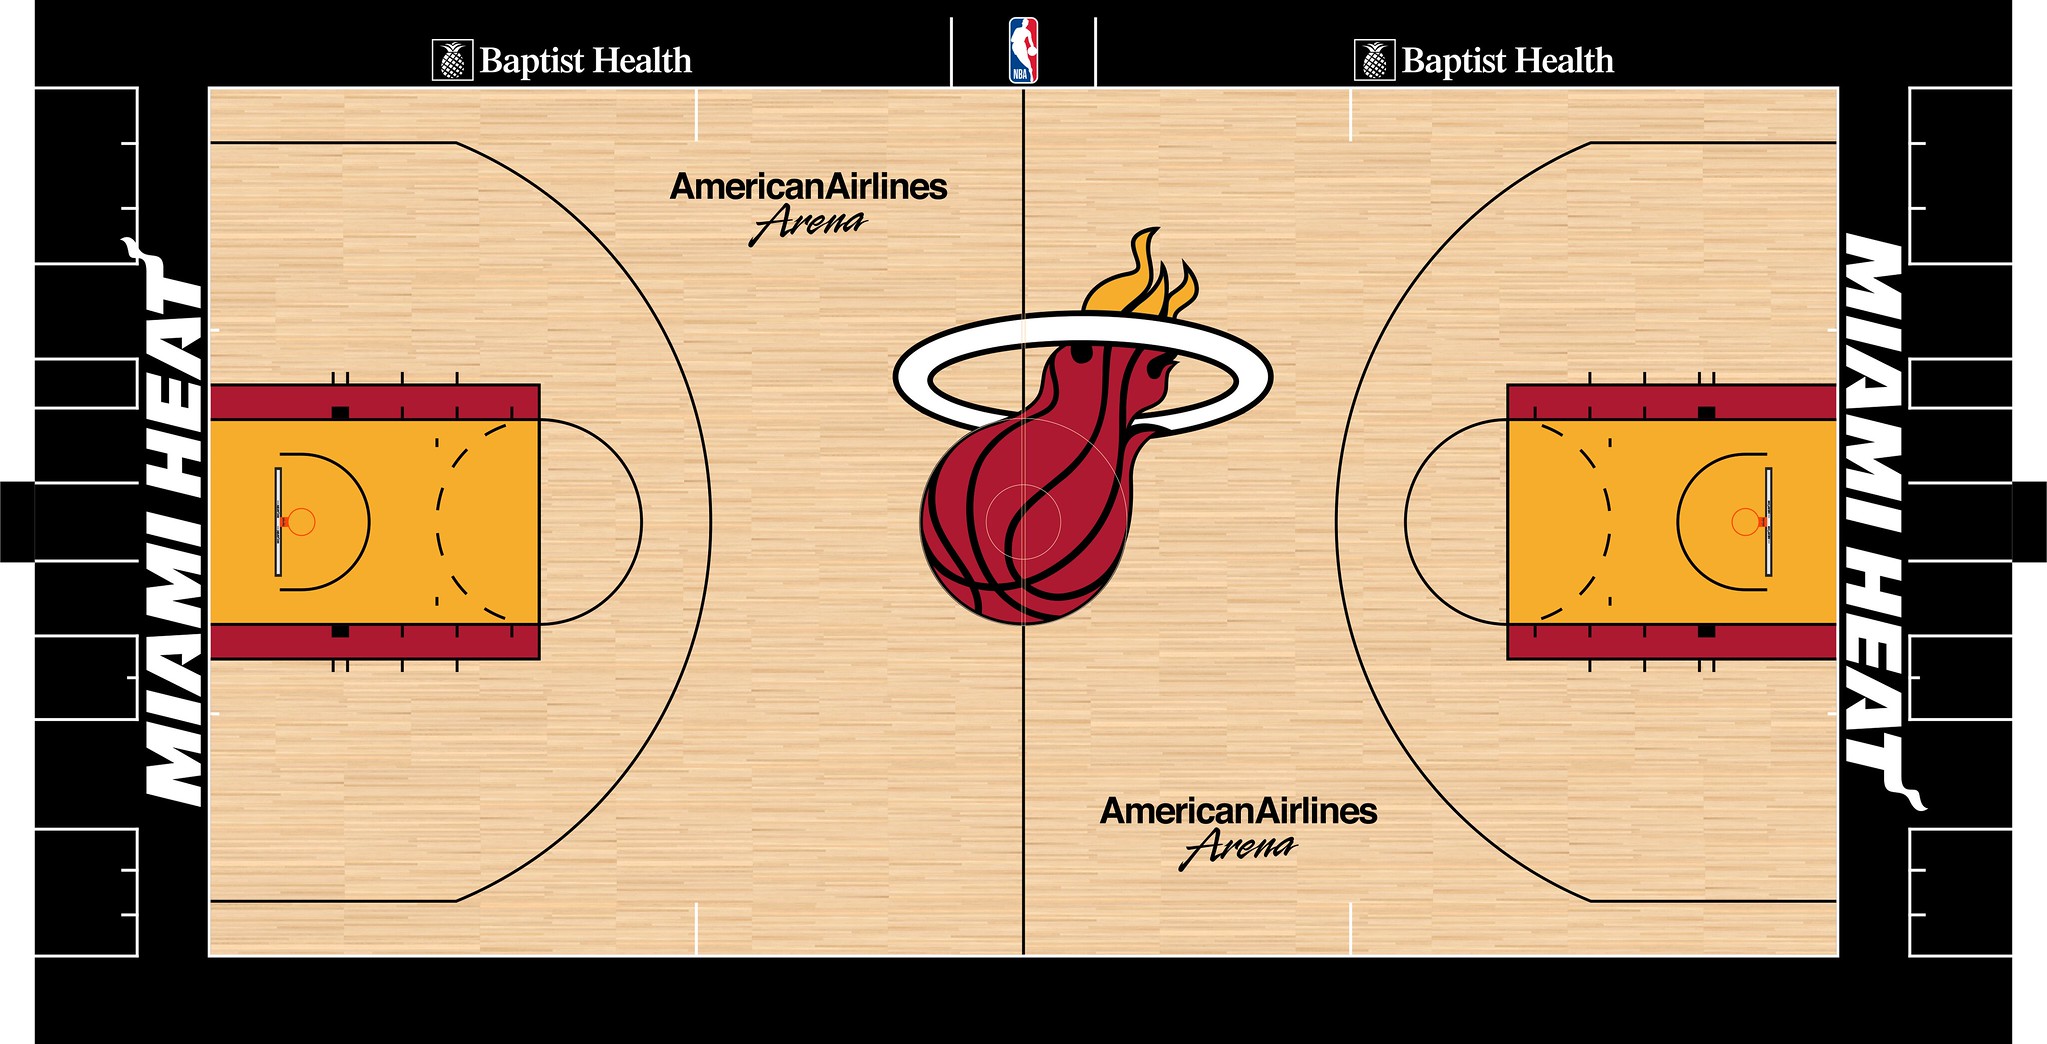 Baptist Health
NBA
Baptist Health
AmericanAirlines
Arena
MIAMI HEAT
MIAMI HEAT
AmericanAirlines
Arena